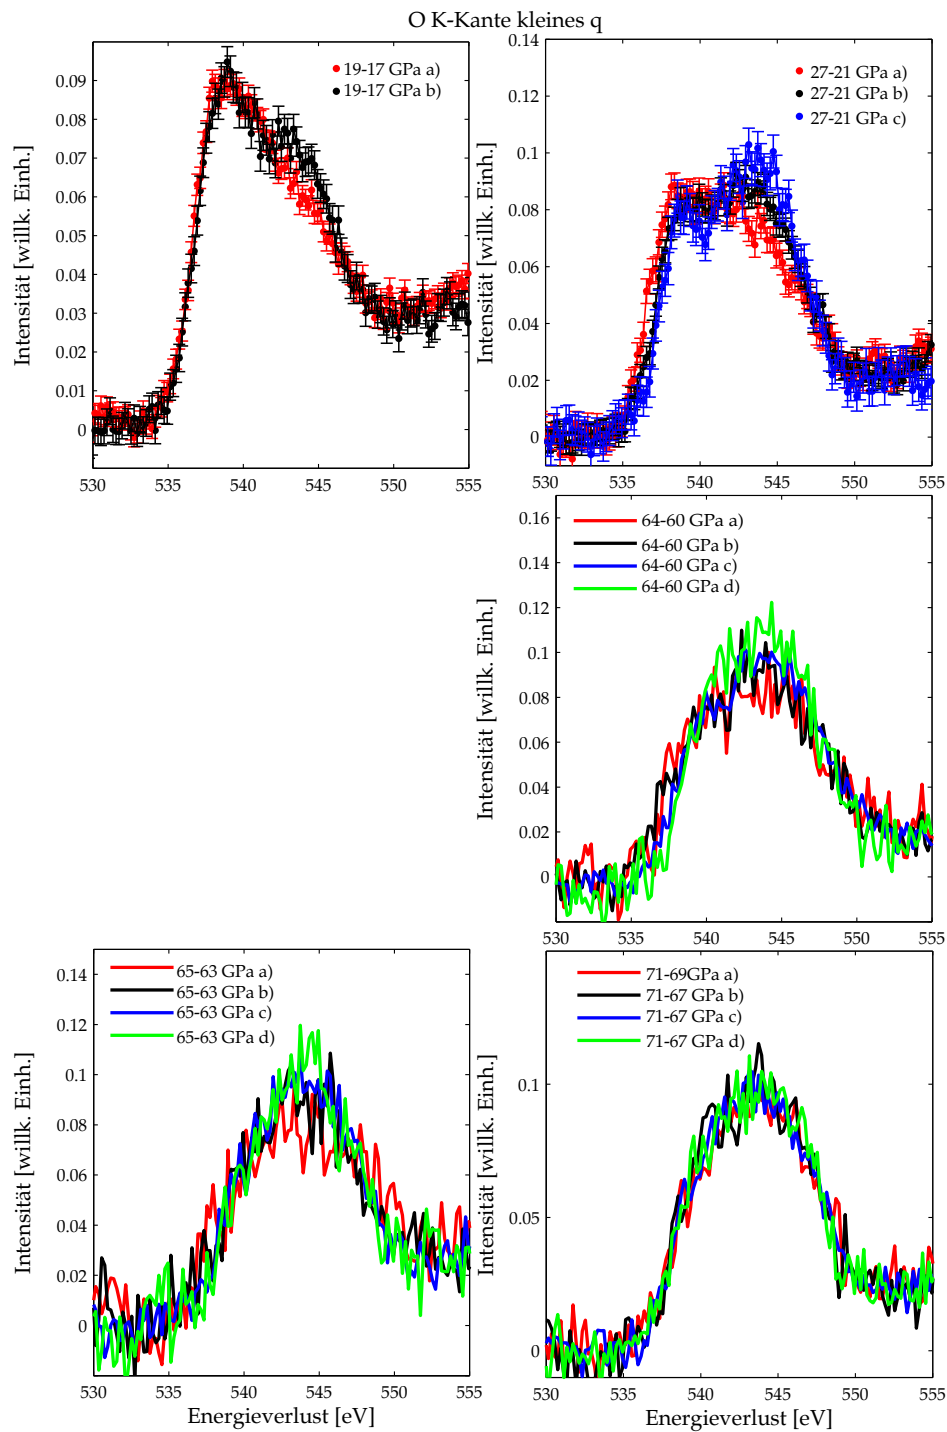 O K-Kante kleines q
Intensität [willk. Einh.]
0.09
0.08
0.07
0.06
0.05
0.04
0.03
0.02
0.01
0
530
535
540
545
550
555
19-17 GPa a)
19-17 GPa b)
Intensität [willk. Einh.]
0.14
0.12
0.1
0.08
0.06
0.04
0.02
0
530
535
540
545
550
555
27-21 GPa a)
27-21 GPa b)
27-21 GPa c)
Intensität [willk. Einh.]
0.16
0.14
0.12
0.1
0.08
0.06
0.04
0.02
0
530
535
540
545
550
555
64-60 GPa a)
64-60 GPa b)
64-60 GPa c)
64-60 GPa d)
Intensität [willk. Einh.]
0.14
0.12
0.1
0.08
0.06
0.04
0.02
0
530
535
540
545
550
555
Energieverlust [eV]
65-63 GPa a)
65-63 GPa b)
65-63 GPa c)
65-63 GPa d)
Intensität [willk. Einh.]
0.1
0.05
0
530
535
540
545
550
555
Energieverlust [eV]
71-69GPa a)
71-67 GPa b)
71-67 GPa c)
71-67 GPa d)